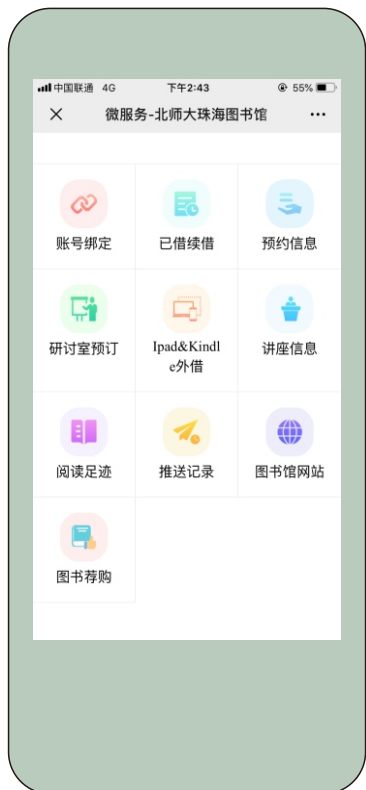 中国联通 4G 下午2:43 55%
微服务-北师大珠海图书馆
账号绑定 已借续借 预约信息
研讨室预订 Ipad&Kindl 讲座信息
e外借
阅读足迹 推送记录 图书馆网站
图书荐购